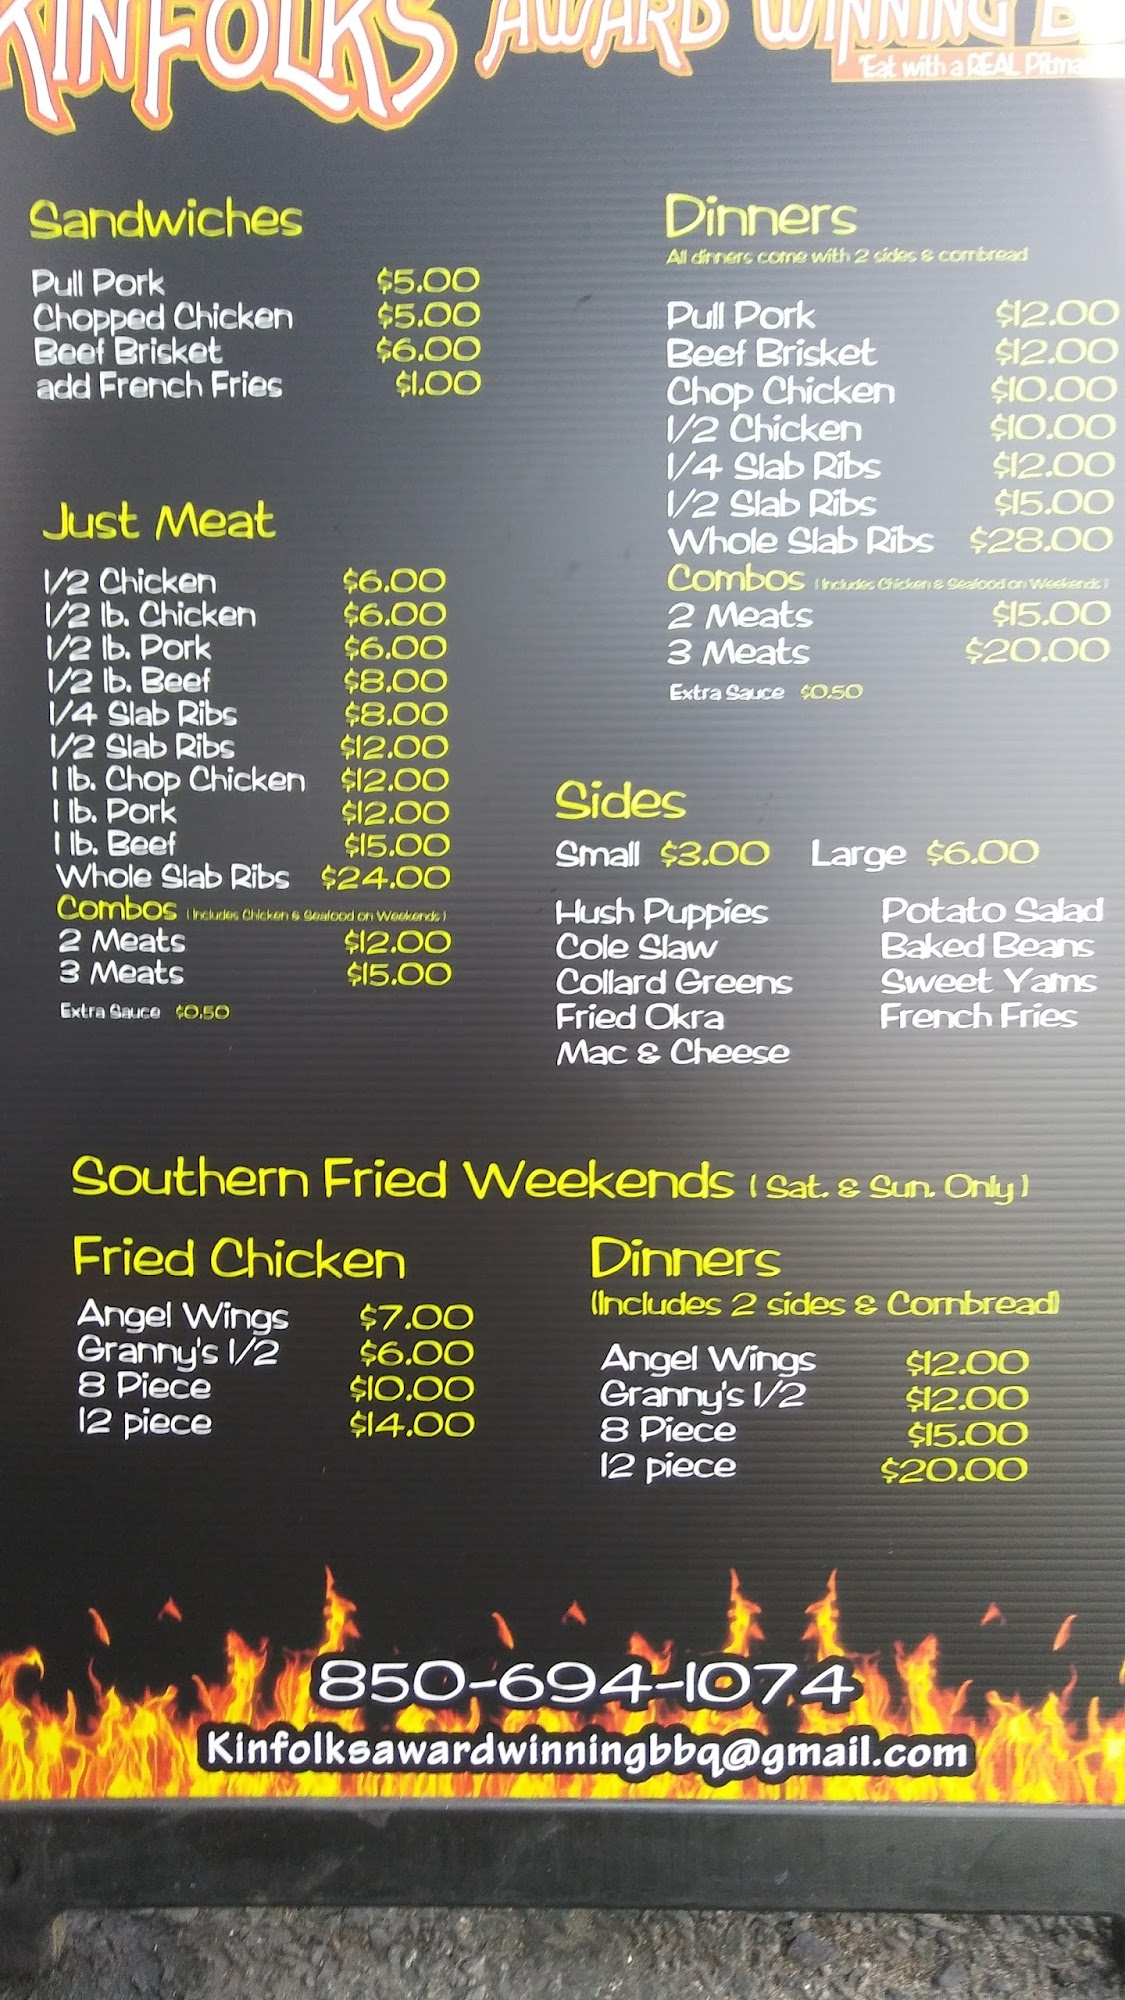 KINFOLKS AWARD WINNING
"Eat with a REAL
Sandwiches
Pull Pork $5.00
Chopped Chicken $5.00
Beef Brisket $6.00
add French Fries $1.00
Just Meat
1/2 Chicken $6.00
1/2 lb. Chicken $6.00
1/2 lb. Pork $6.00
1/2 lb. Beef $8.00
1/4 Slab Ribs $8.00
1/2 Slab Ribs $12.00
1 lb. Chop Chicken $12.00
1 lb. Pork $12.00
1 lb. Beef $15.00
Whole Slab Ribs $24.00
Combos (Includes Chicken & Seafood on Weekends)
2 Meats $12.00
3 Meats $15.00
Extra Sauce $0.50
Dinners
All dinners come with 2 sides & cornbread
Pull Pork $12.00
Beef Brisket $12.00
Chop Chicken $10.00
1/2 Chicken $10.00
1/4 Slab Ribs $12.00
1/2 Slab Ribs $15.00
Whole Slab Ribs $28.00
Combos (Includes Chicken & Seafood on Weekends)
2 Meats $15.00
3 Meats $20.00
Extra Sauce $0.50
Sides
Small $3.00 Large $6.00
Hush Puppies Potato Salad
Cole Slaw Baked Beans
Collard Greens Sweet Yams
Fried Okra French Fries
Mac & Cheese
Southern Fried Weekends (Sat. & Sun. Only)
Fried Chicken
Angel Wings $7.00
Granny's 1/2 $6.00
8 Piece $10.00
12 piece $14.00
Dinners
(Includes 2 sides & Cornbread)
Angel Wings $12.00
Granny's 1/2 $12.00
8 Piece $15.00
12 piece $20.00
850-694-1074
Kinfolksawardwinningbbq@gmail.com